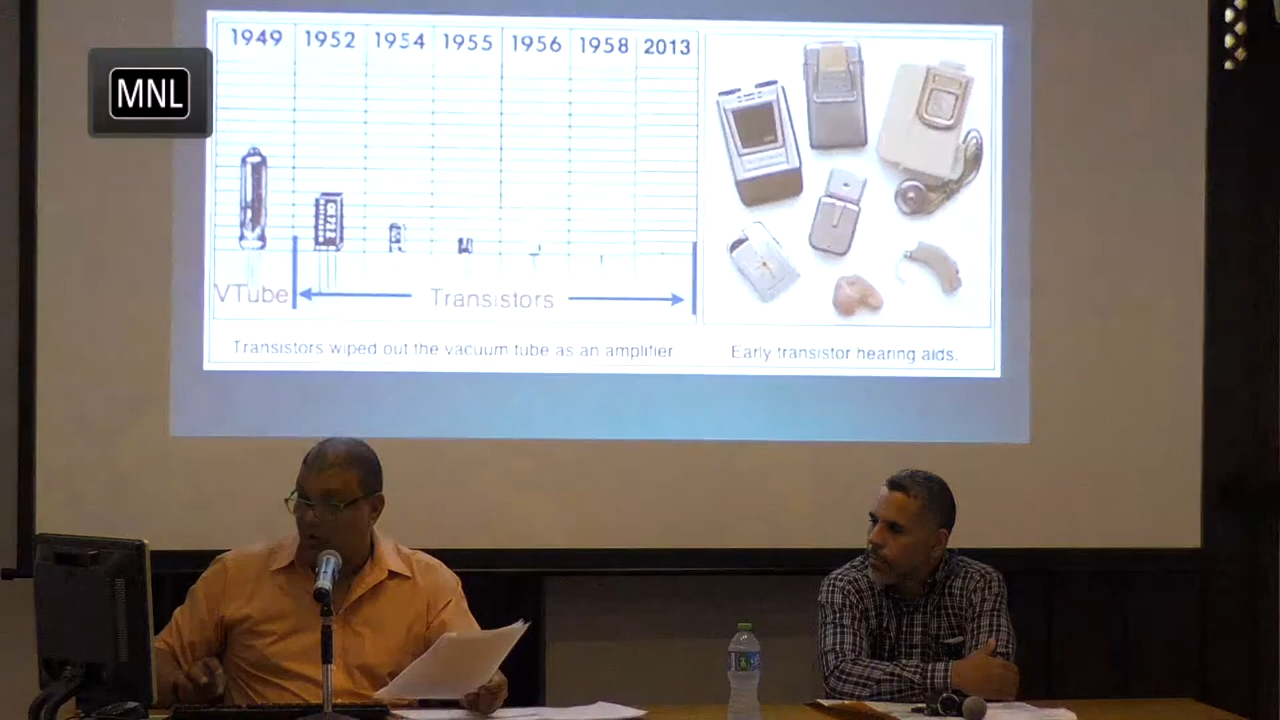 MNL
1949 1952 1954 1955 1956 1958 2013
CK722
VTube Transistors
Transistors wiped out the vacuum tube as an amplifier
Early transistor hearing aids.